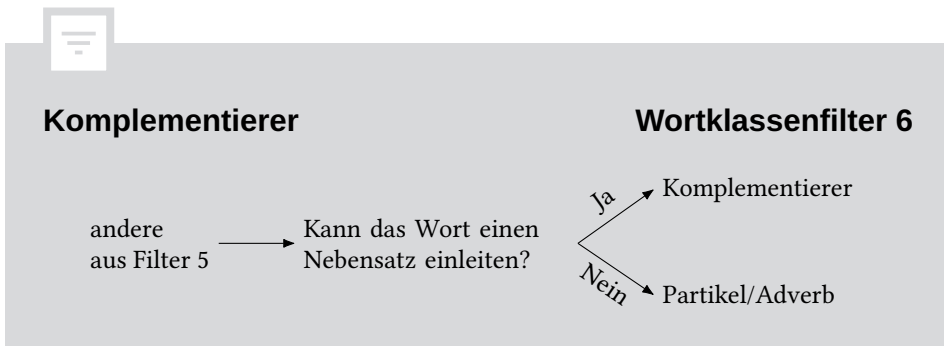 Komplementierer
Wortklassenfilter 6
andere
aus Filter 5
Kann das Wort einen
Nebensatz einleiten?
Ja
Komplementierer
Nein
Partikel/Adverb